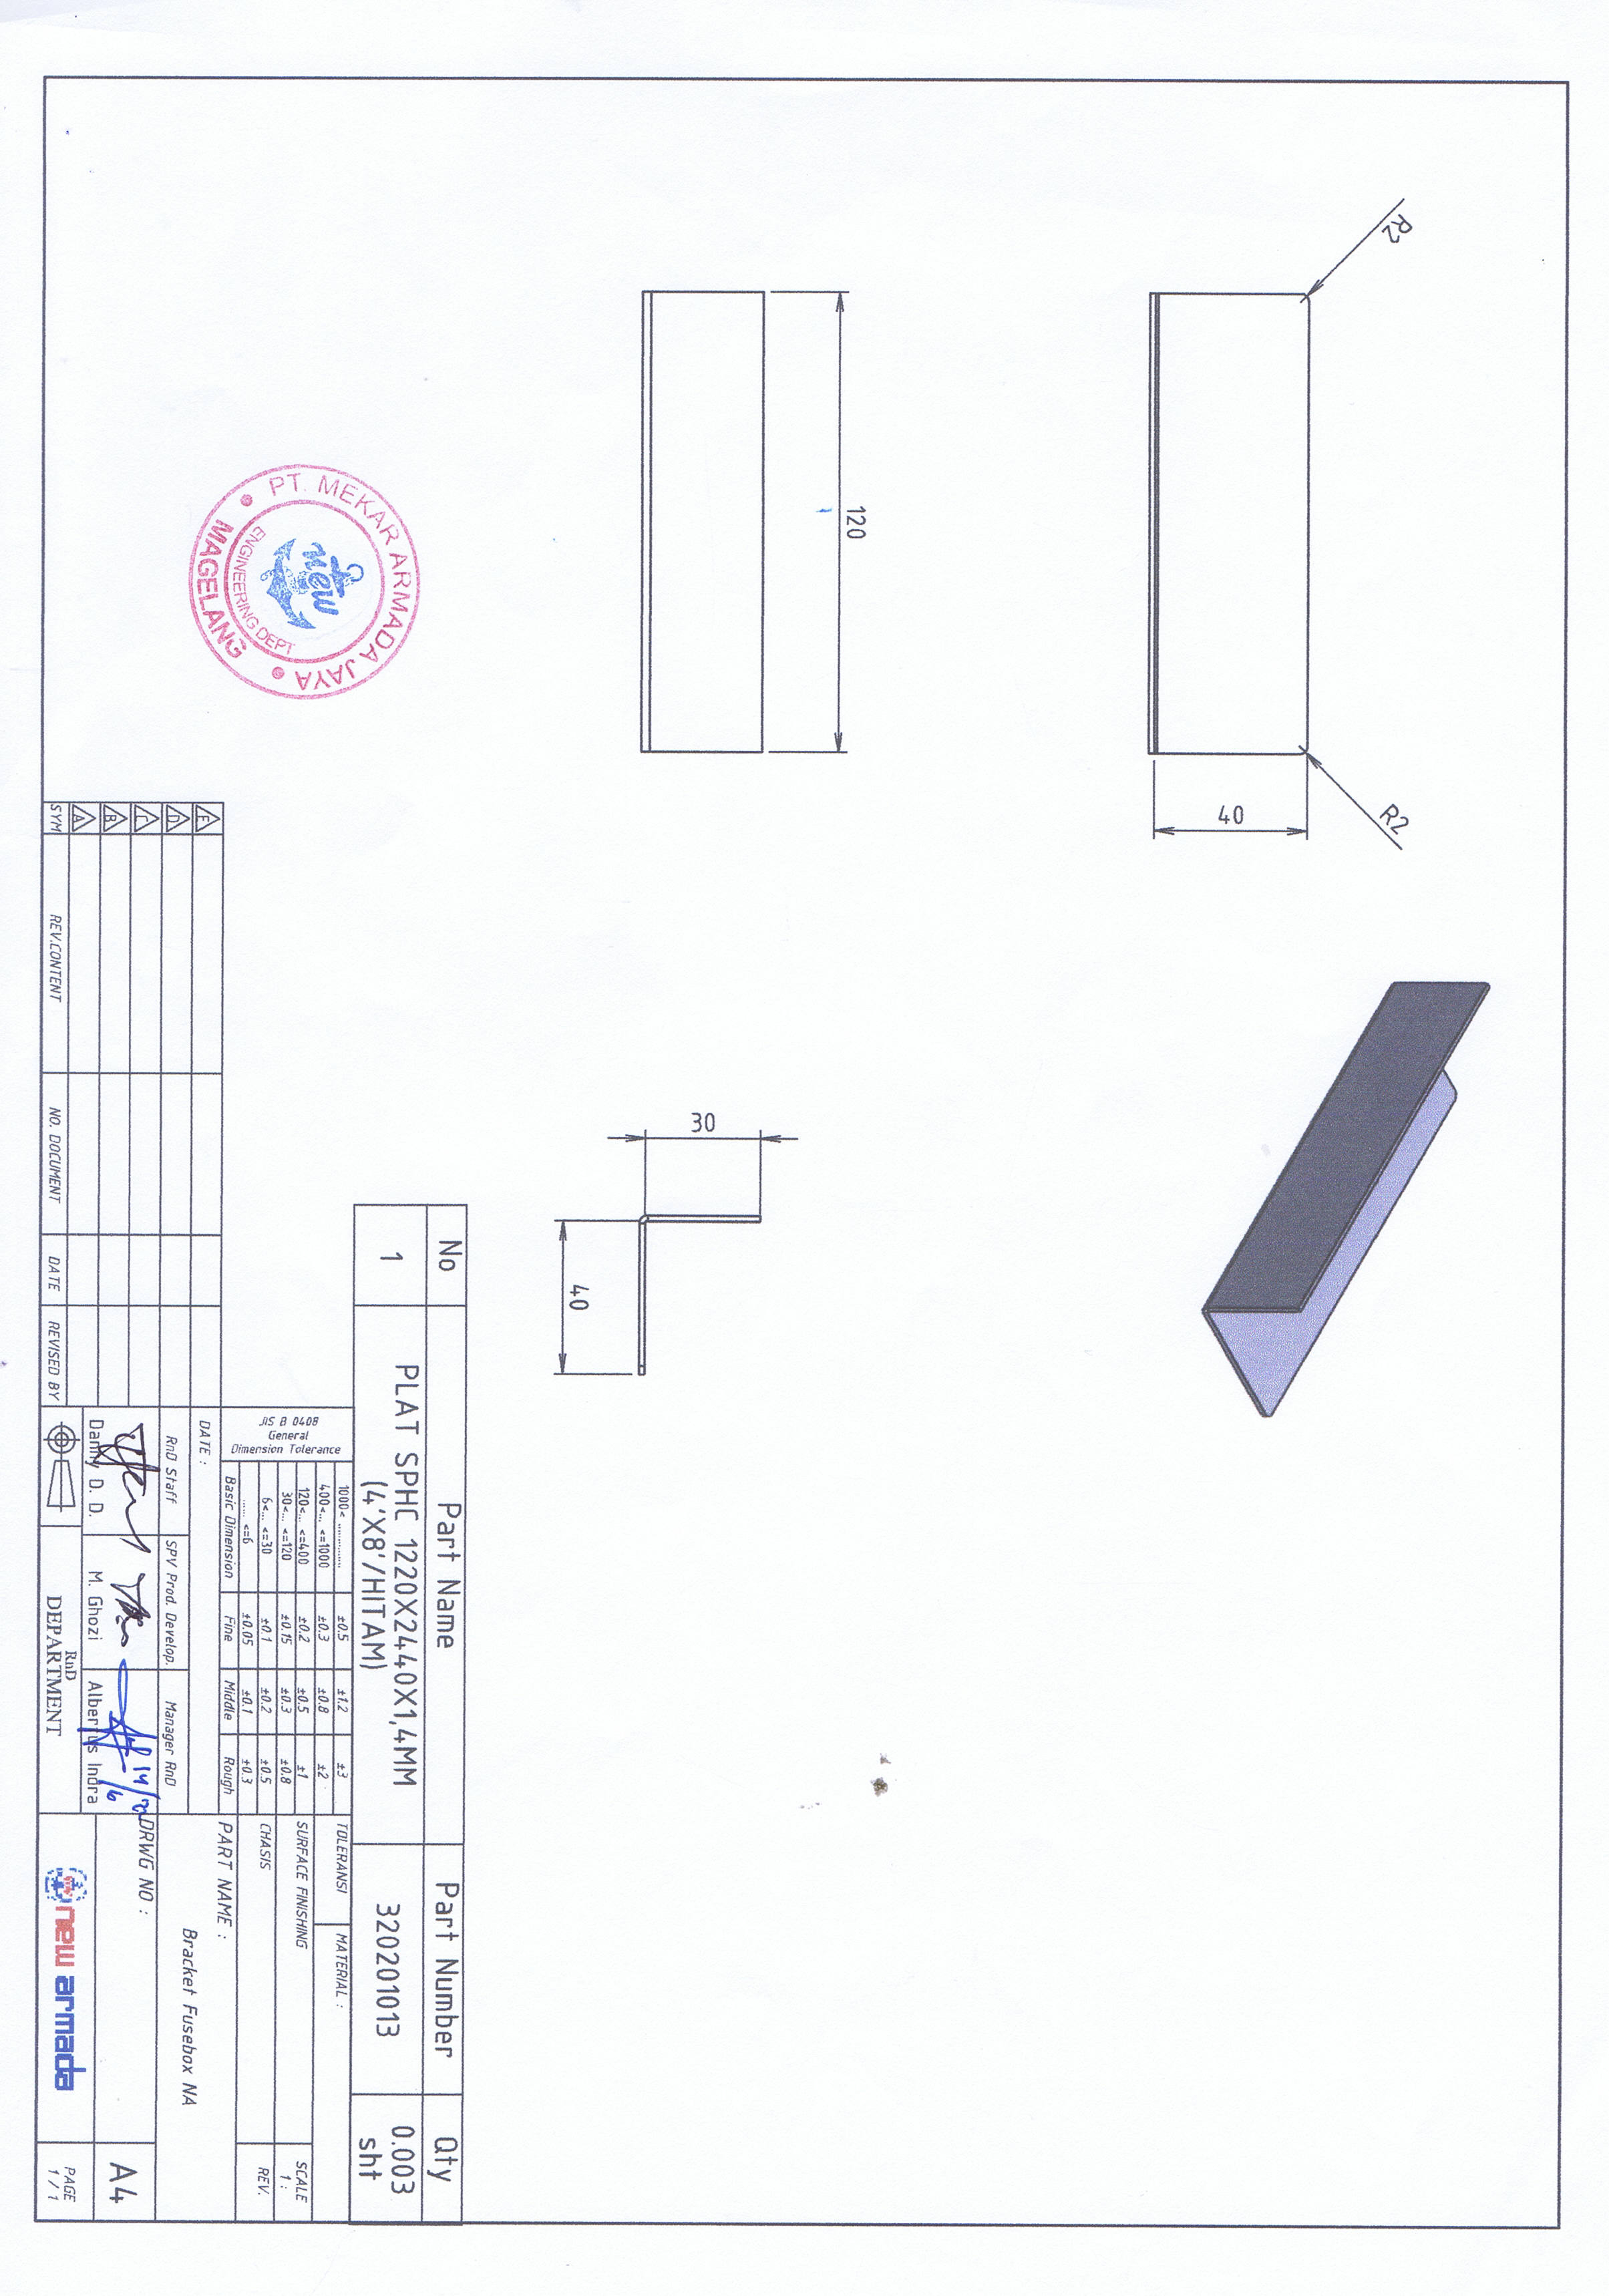 R2
R2
40
120
30
40
No Part Name Part Number Qty
1 PLAT SPHC 1220X2440X1,4MM (4'X8'/HITAM) 320201013 0.003 sht
PT. MEKAR ARMADA JAYA
new
ENGINEERING DEPT
MAGELANG
JIS B 0408
General
Dimension Tolerance
1000< .............. ±0.5 ±1.2 ±3
400<... <=1000 ±0.3 ±0.8 ±2
120<... <=400 ±0.2 ±0.5 ±1
30<... <=120 ±0.15 ±0.3 ±0.8
6<... <=30 ±0.1 ±0.2 ±0.5
...... <=6 ±0.05 ±0.1 ±0.3
Basic Dimension Fine Middle Rough
TOLERANSI MATERIAL :
SURFACE FINISHING SCALE
1 :
CHASIS REV.
PART NAME :
Bracket Fusebox NA
DATE :
RnD Staff SPV Prod. Develop. Manager RnD
Danny D. D. M. Ghozi Albertus Indra
DRWG NO :
A4
E
D
C
B
A
SYM REV.CONTENT NO. DOCUMENT DATE REVISED BY
RnD
DEPARTMENT
new armada
PAGE
1 / 1